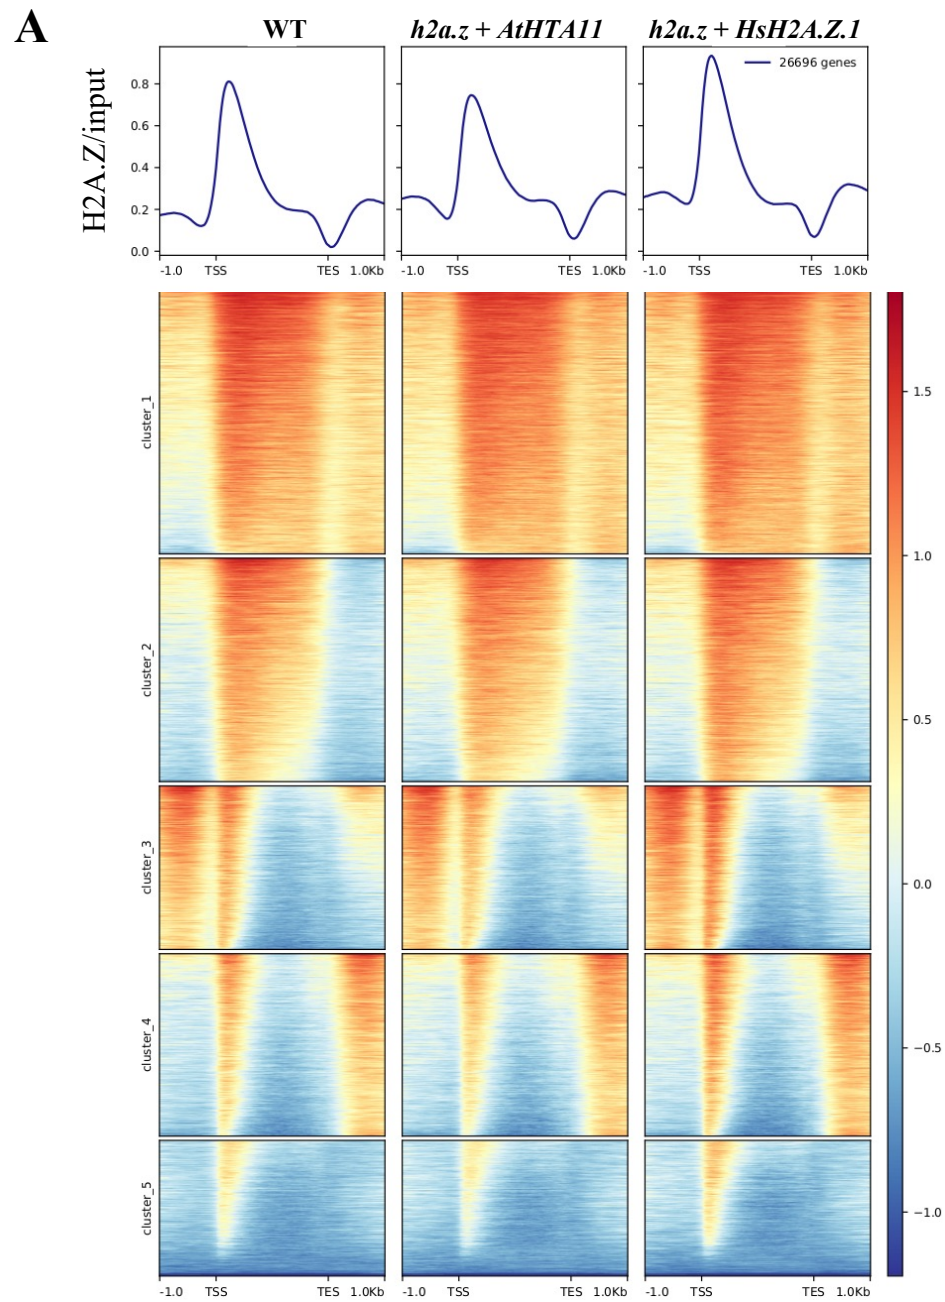 A
WT
h2a.z + AtHTA11
h2a.z + HsH2A.Z.1
H2A.Z/input
0.8
0.6
0.4
0.2
0.0
26696 genes
-1.0 TSS TES 1.0Kb
-1.0 TSS TES 1.0Kb
-1.0 TSS TES 1.0Kb
cluster_1
cluster_2
cluster_3
cluster_4
cluster_5
1.5
1.0
0.5
0.0
−0.5
−1.0
-1.0 TSS TES 1.0Kb
-1.0 TSS TES 1.0Kb
-1.0 TSS TES 1.0Kb